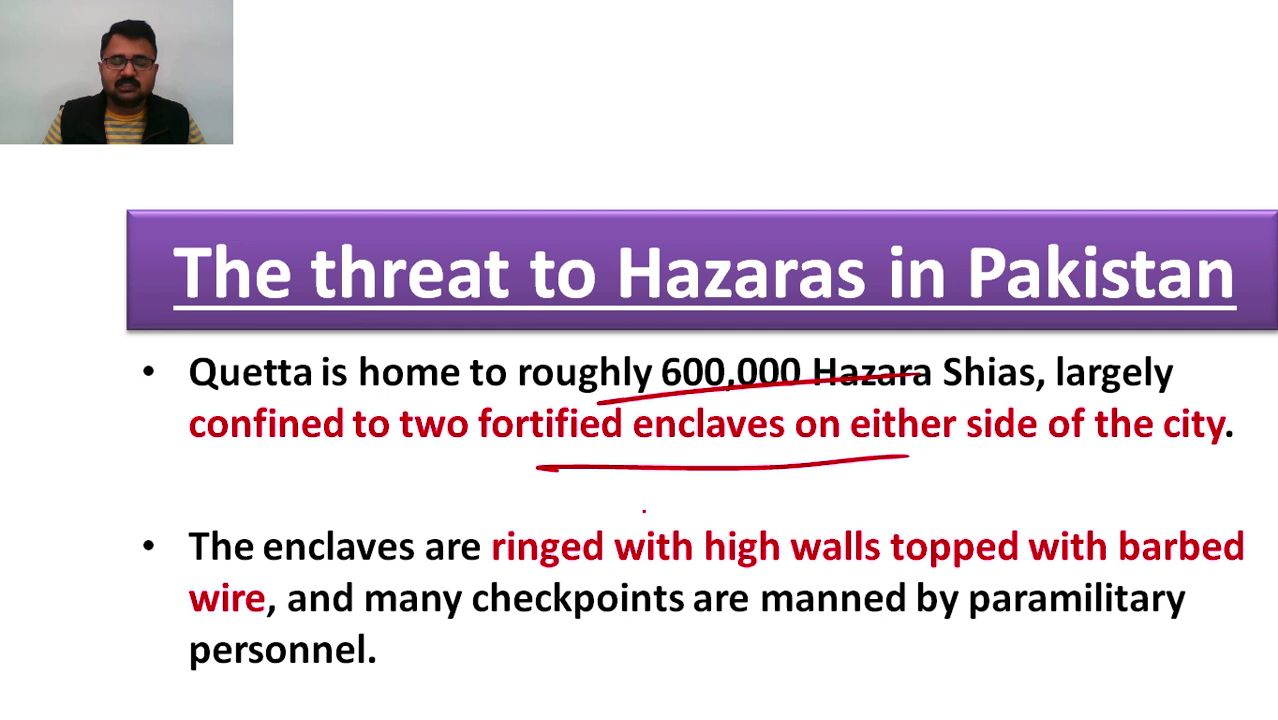 The threat to Hazaras in Pakistan
• Quetta is home to roughly 600,000 Hazara Shias, largely
confined to two fortified enclaves on either side of the city.
• The enclaves are ringed with high walls topped with barbed
wire, and many checkpoints are manned by paramilitary
personnel.